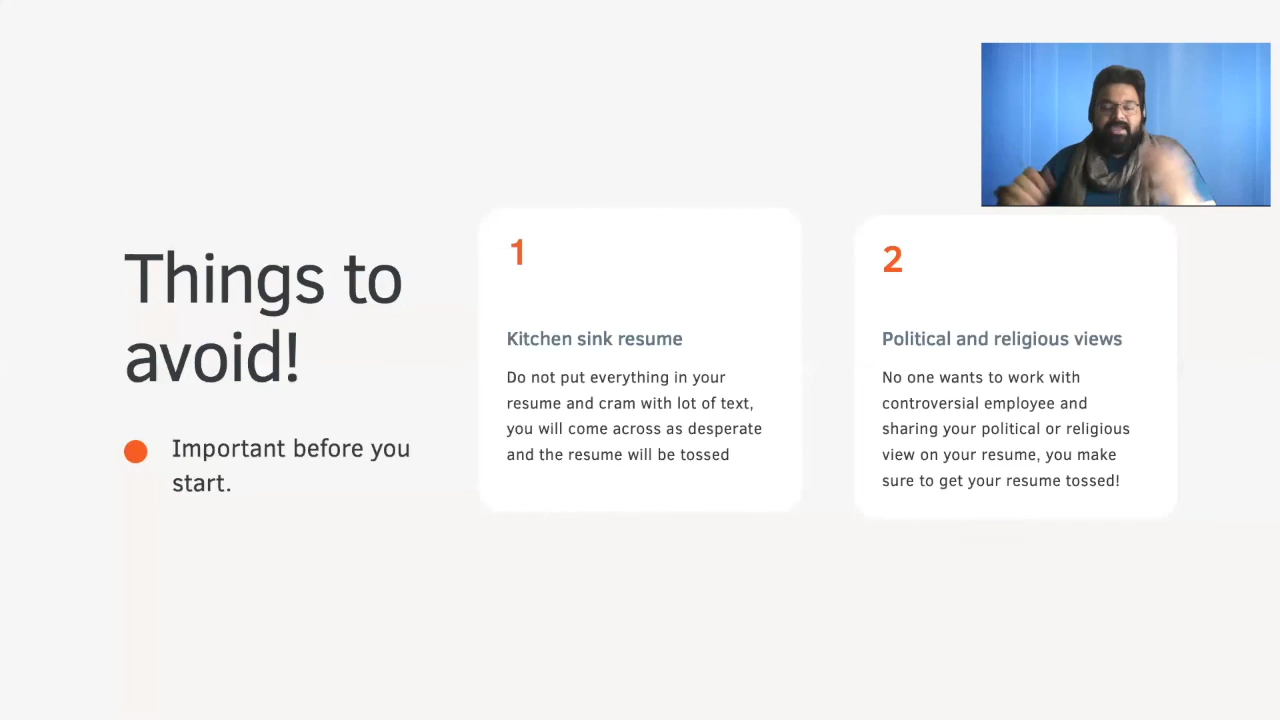 Things to
avoid!
Important before you
start.
1
Kitchen sink resume
Do not put everything in your
resume and cram with lot of text,
you will come across as desperate
and the resume will be tossed
2
Political and religious views
No one wants to work with
controversial employee and
sharing your political or religious
view on your resume, you make
sure to get your resume tossed!